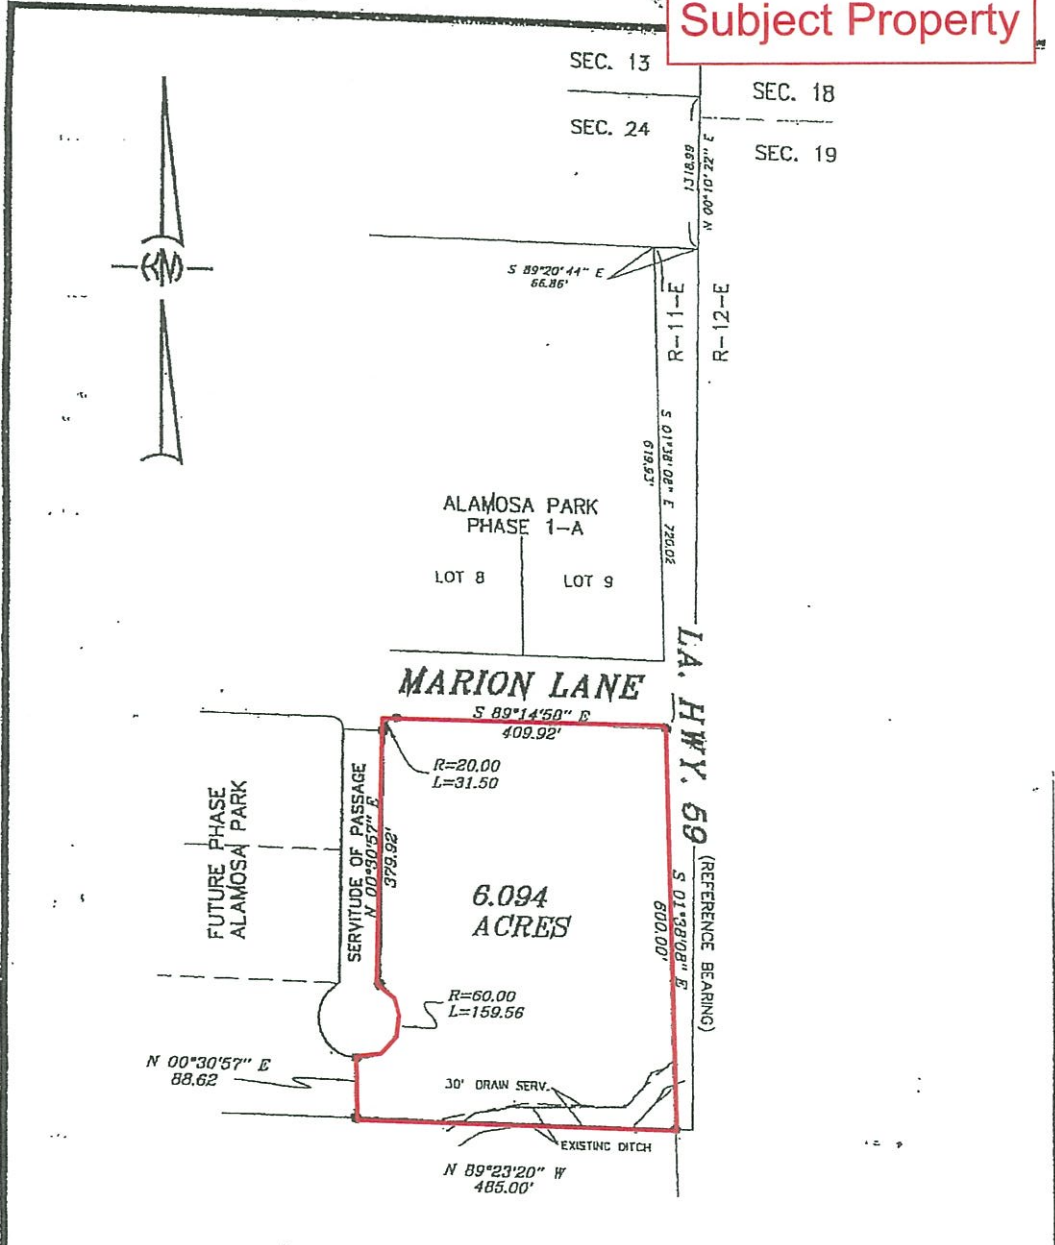 Subject Property
SEC. 13
SEC. 18
SEC. 24
SEC. 19
1318.99
N 00°10'22" E
S 89°20'44" E
66.86'
R-11-E
R-12-E
S 01°38'08" E 720.02
619.53'
ALAMOSA PARK
PHASE 1-A
LOT 8
LOT 9
MARION LANE
LA. HWY. 59
S 89°14'50" E
409.92'
R=20.00
L=31.50
SERVITUDE OF PASSAGE
N 00°30'57" E
379.92'
FUTURE PHASE
ALAMOSA PARK
6.094
ACRES
S 01°38'08" E
600.00'
(REFERENCE BEARING)
R=60.00
L=159.56
N 00°30'57" E
88.62
30' DRAIN SERV.
EXISTING DITCH
N 89°23'20" W
485.00'